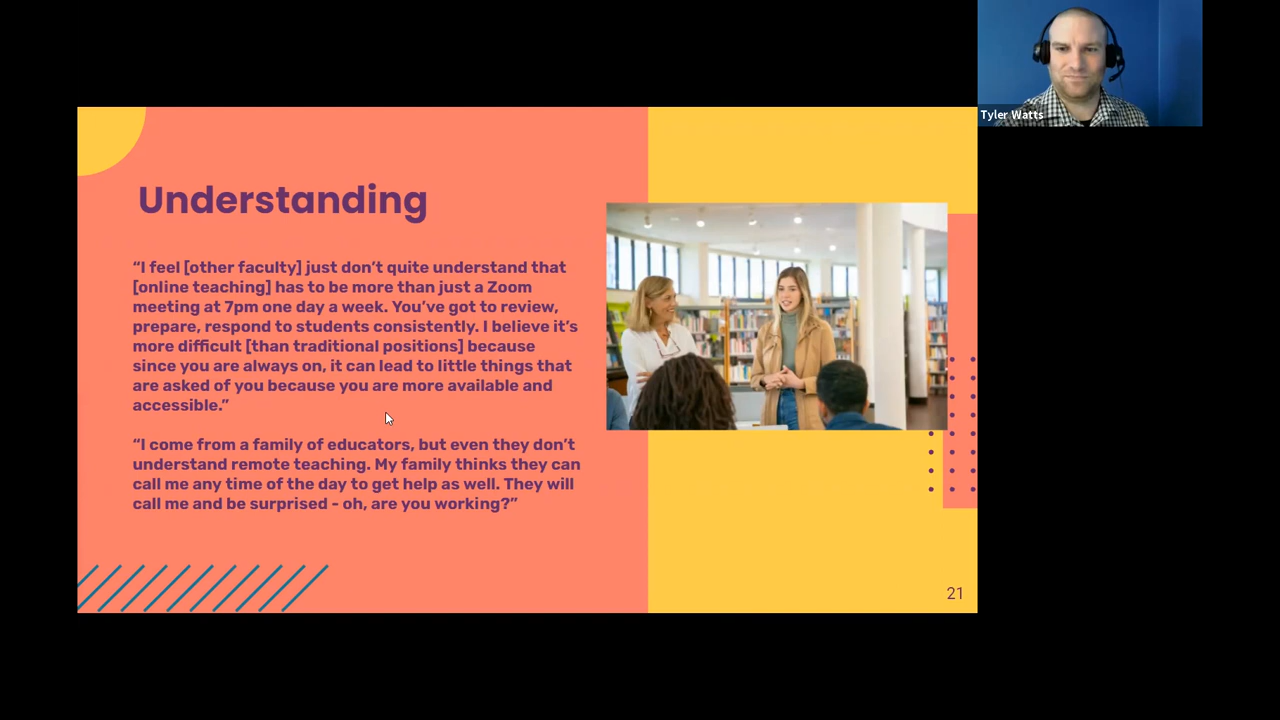 Tyler Watts
Understanding
“I feel [other faculty] just don’t quite understand that
[online teaching] has to be more than just a Zoom
meeting at 7pm one day a week. You’ve got to review,
prepare, respond to students consistently. I believe it’s
more difficult [than traditional positions] because
since you are always on, it can lead to little things that
are asked of you because you are more available and
accessible.”
“I come from a family of educators, but even they don’t
understand remote teaching. My family thinks they can
call me any time of the day to get help as well. They will
call me and be surprised - oh, are you working?”
21